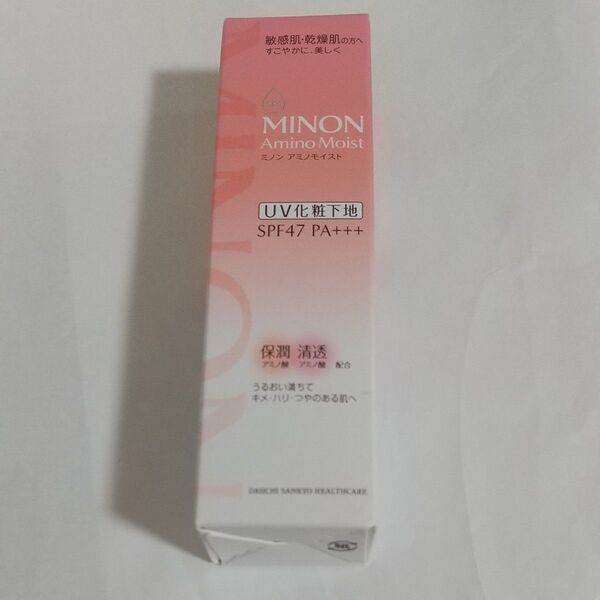 敏感肌・乾燥肌の方へ
すこやかに、美しく
MINON
Amino Moist
ミノン アミノモイスト
UV化粧下地
SPF47 PA+++
保潤 清透
アミノ酸 アミノ酸 配合
うるおい満ちて
キメ・ハリ・つやのある肌へ
DAIICHI SANKYO HEALTHCARE
MINON